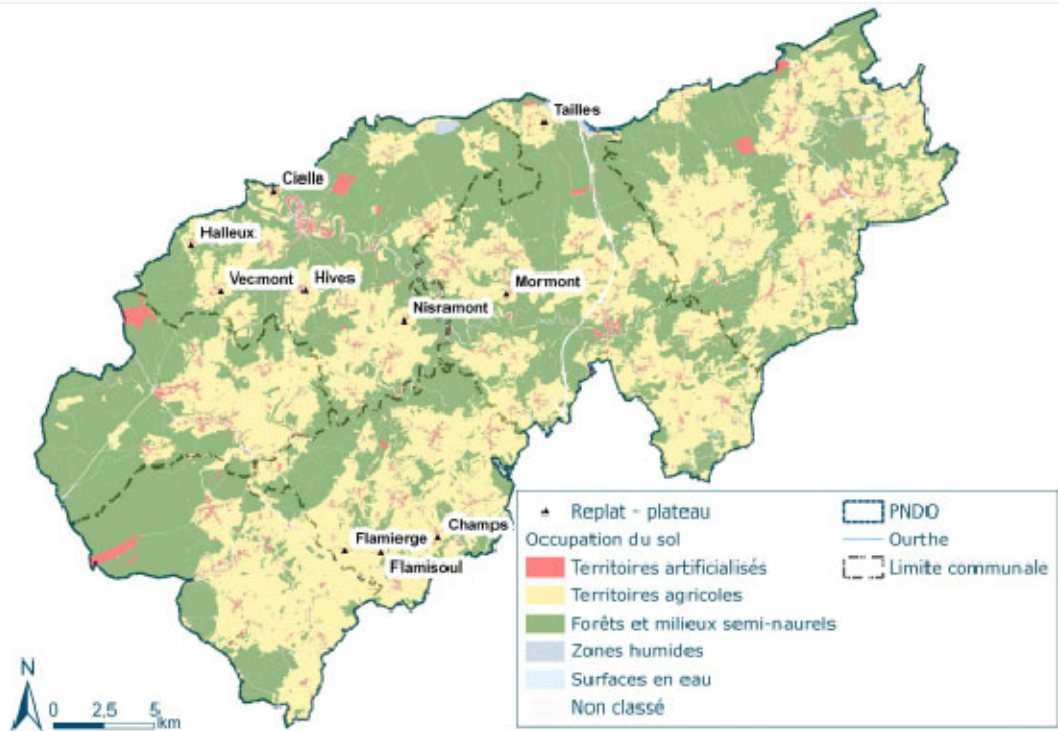 Tailles
Cielle
Halleux
Vecmont
Hives
Mormont
Nisramont
Champs
Flamierge
Flamisoul
Replat - plateau
Occupation du sol
Territoires artificialisés
Territoires agricoles
Forêts et milieux semi-naurels
Zones humides
Surfaces en eau
Non classé
PNDO
Ourthe
Limite communale
N
0 2,5 5
km